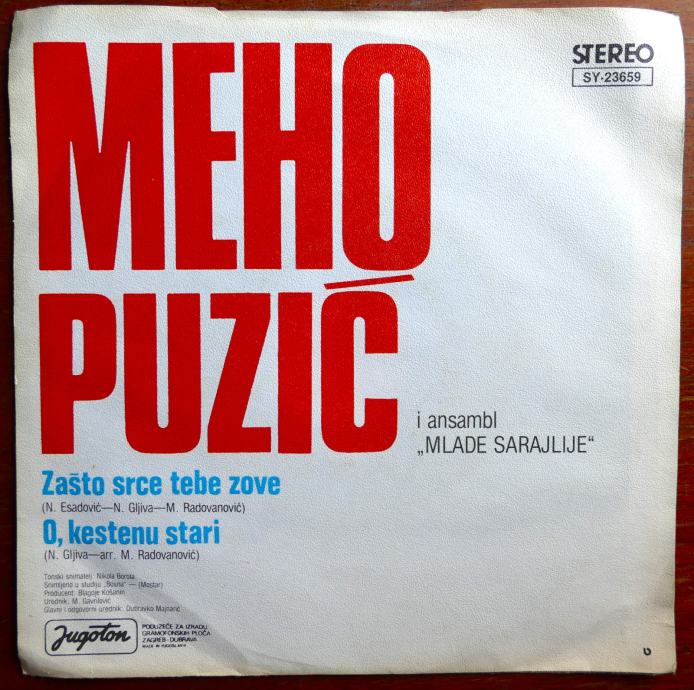 MEHO
PUZIĆ
STEREO
SY-23659
i ansambl
„MLADE SARAJLIJE“
Zašto srce tebe zove
(N. Esadović—N. Gljiva—M. Radovanović)
O, kestenu stari
(N. Gljiva—arr. M. Radovanović)
Tonski snimatelj: Nikola Borota
Snimljeno u studiju „Bosna“ — (Mostar)
Producent: Blagoje Košanin
Urednik: M. Gavrilović
Glavni i odgovorni urednik: Dubravko Majnarić
Jugoton
PODUZEĆE ZA IZRADU
GRAMOFONSKIH PLOČA
ZAGREB - DUBRAVA
MADE IN YUGOSLAVIA